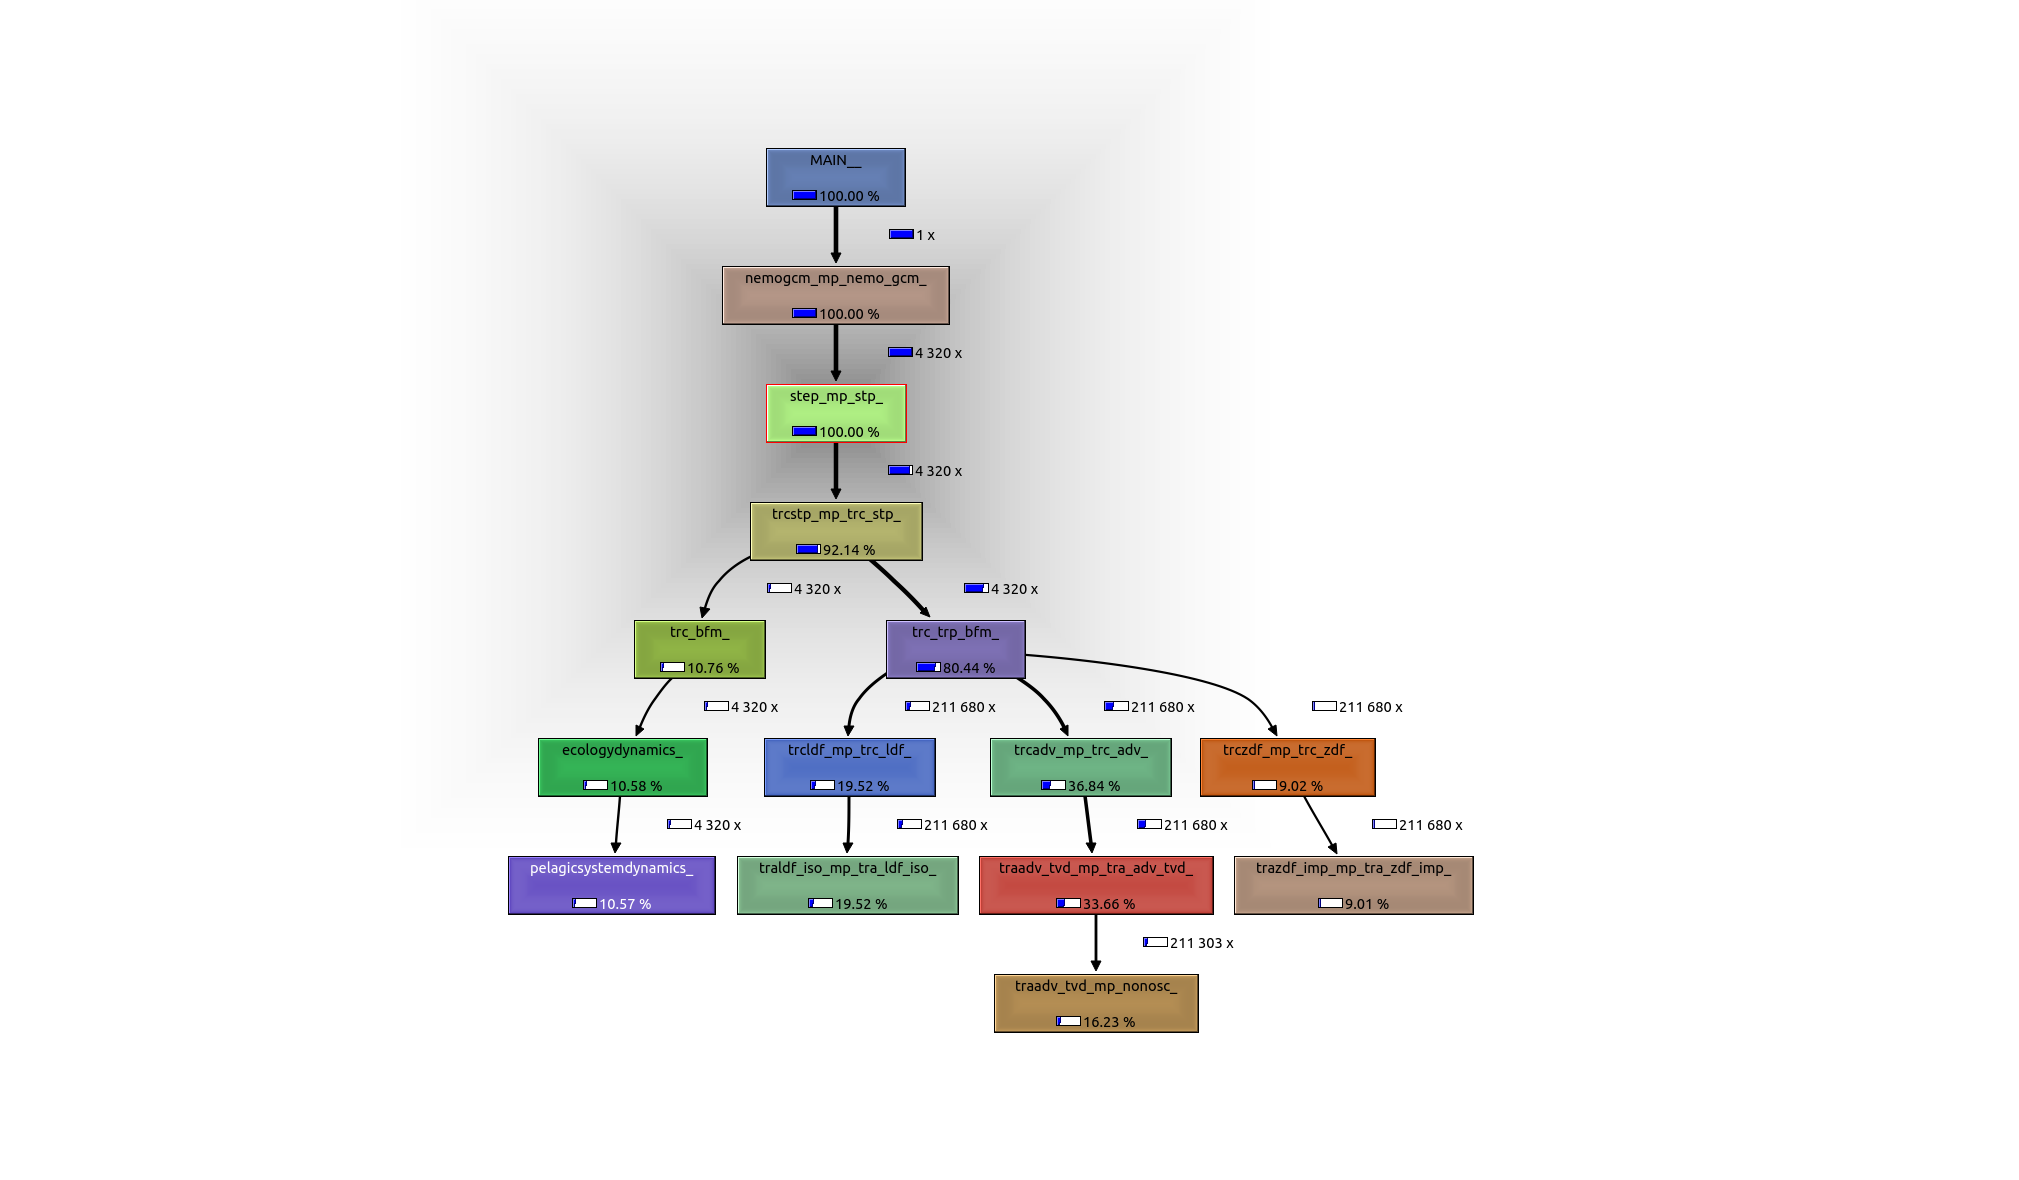 MAIN__
100.00 %
1 x
nemogcm_mp_nemo_gcm_
100.00 %
4 320 x
step_mp_stp_
100.00 %
4 320 x
trcstp_mp_trc_stp_
92.14 %
4 320 x
4 320 x
trc_bfm_
10.76 %
trc_trp_bfm_
80.44 %
4 320 x
211 680 x
211 680 x
211 680 x
ecologydynamics_
10.58 %
trcldf_mp_trc_ldf_
19.52 %
trcadv_mp_trc_adv_
36.84 %
trczdf_mp_trc_zdf_
9.02 %
4 320 x
211 680 x
211 680 x
211 680 x
pelagicsystemdynamics_
10.57 %
traldf_iso_mp_tra_ldf_iso_
19.52 %
traadv_tvd_mp_tra_adv_tvd_
33.66 %
trazdf_imp_mp_tra_zdf_imp_
9.01 %
211 303 x
traadv_tvd_mp_nonosc_
16.23 %